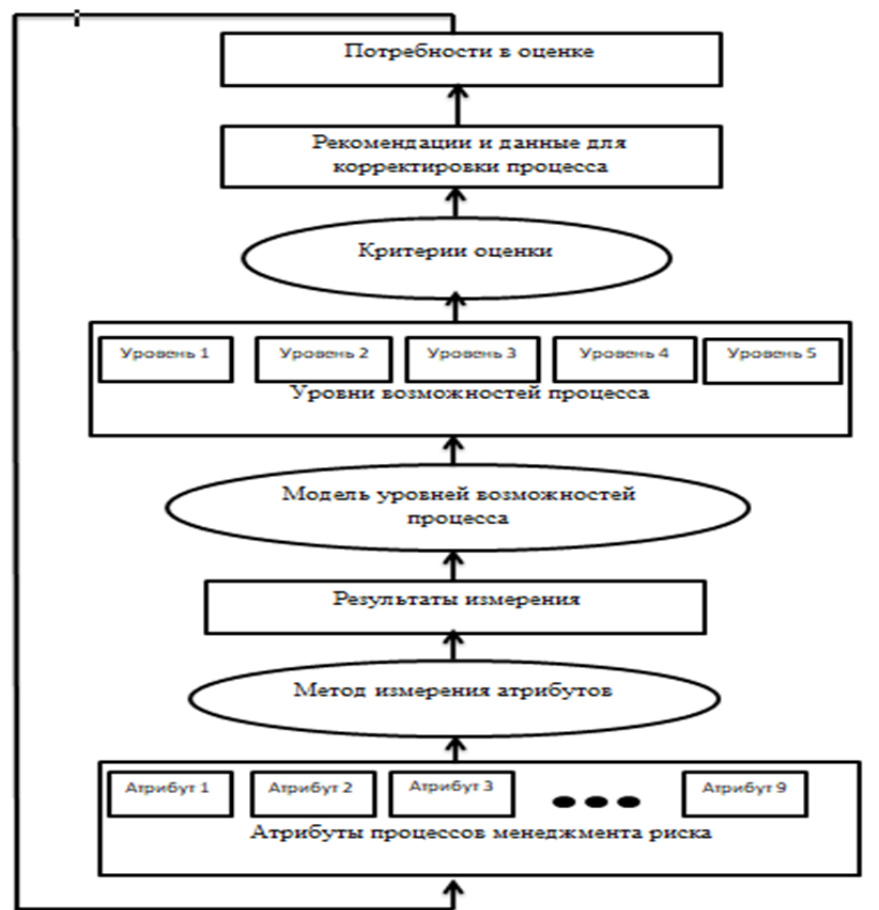 Потребности в оценке
Рекомендации и данные для
корректировки процесса
Критерии оценки
Уровень 1
Уровень 2
Уровень 3
Уровень 4
Уровень 5
Уровни возможностей процесса
Модель уровней возможностей
процесса
Результаты измерения
Метод измерения атрибутов
Атрибут 1
Атрибут 2
Атрибут 3
Атрибут 9
Атрибуты процессов менеджмента риска